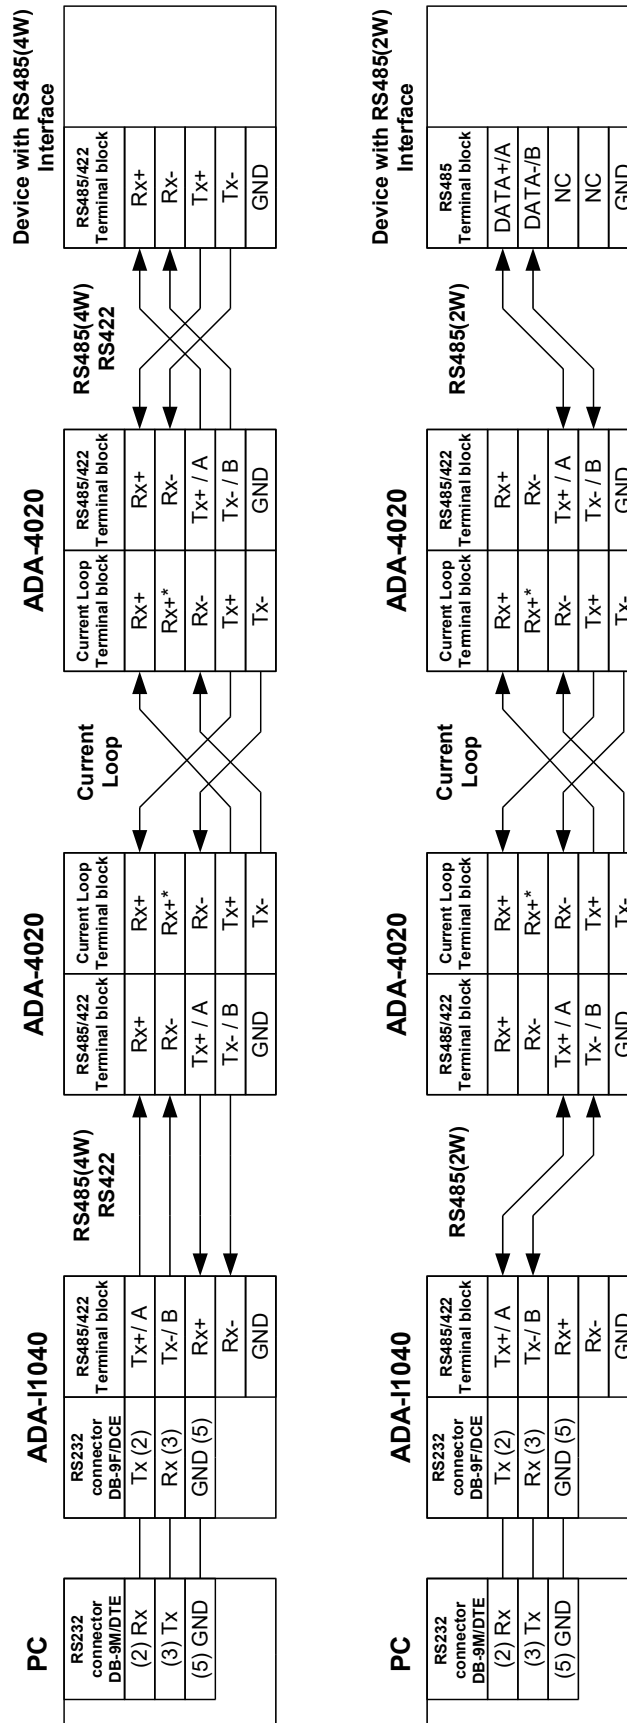 PC
RS232
connector
DB-9M/DTE
(2) Rx
(3) Tx
(5) GND
ADA-I1040
RS232
connector
DB-9F/DCE
Tx (2)
Rx (3)
GND (5)
RS485/422
Terminal block
Tx+/ A
Tx-/ B
Rx+
Rx-
GND
RS485(4W)
RS422
ADA-4020
RS485/422
Terminal block
Rx+
Rx-
Tx+ / A
Tx- / B
GND
Current Loop
Terminal block
Rx+
Rx+*
Rx-
Tx+
Tx-
Current
Loop
ADA-4020
Current Loop
Terminal block
Rx+
Rx+*
Rx-
Tx+
Tx-
RS485/422
Terminal block
Rx+
Rx-
Tx+ / A
Tx- / B
GND
RS485(4W)
RS422
Device with RS485(4W)
Interface
RS485/422
Terminal block
Rx+
Rx-
Tx+
Tx-
GND
PC
RS232
connector
DB-9M/DTE
(2) Rx
(3) Tx
(5) GND
ADA-I1040
RS232
connector
DB-9F/DCE
Tx (2)
Rx (3)
GND (5)
RS485/422
Terminal block
Tx+/ A
Tx-/ B
Rx+
Rx-
GND
RS485(2W)
ADA-4020
RS485/422
Terminal block
Rx+
Rx-
Tx+ / A
Tx- / B
GND
Current Loop
Terminal block
Rx+
Rx+*
Rx-
Tx+
Tx-
Current
Loop
ADA-4020
Current Loop
Terminal block
Rx+
Rx+*
Rx-
Tx+
Tx-
RS485/422
Terminal block
Rx+
Rx-
Tx+ / A
Tx- / B
GND
RS485(2W)
Device with RS485(2W)
Interface
RS485
Terminal block
DATA+/A
DATA-/B
NC
NC
GND